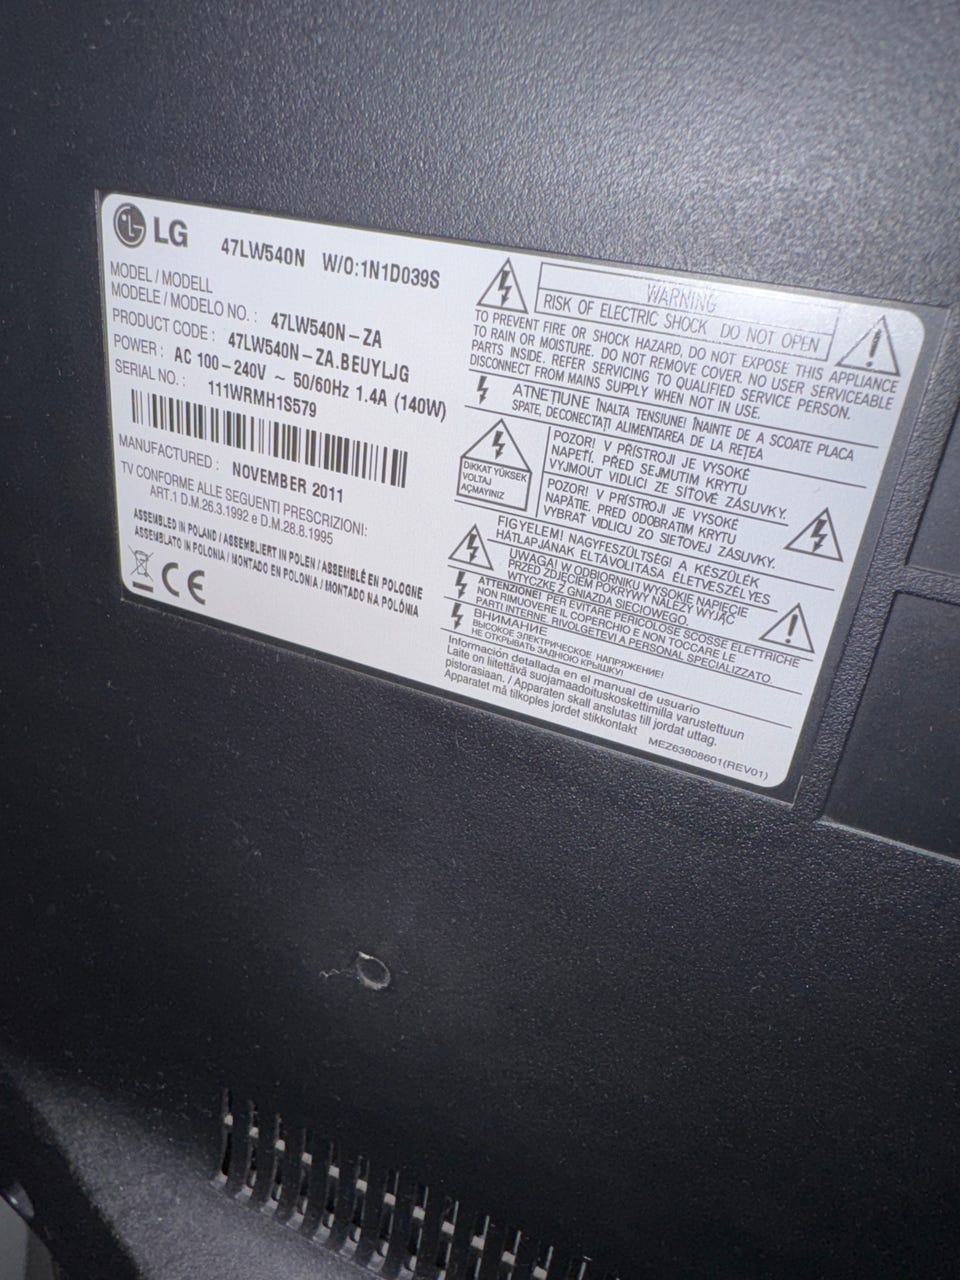 LG 47LW540N W/O:1N1D039S
MODEL / MODELL
MODELE / MODELO NO. : 47LW540N-ZA
PRODUCT CODE : 47LW540N-ZA.BEUYLJG
POWER : AC 100-240V ~ 50/60Hz 1.4A (140W)
SERIAL NO. : 111WRMH1S579
MANUFACTURED : NOVEMBER 2011
TV CONFORME ALLE SEGUENTI PRESCRIZIONI:
ART.1 D.M.26.3.1992 e D.M.28.8.1995
ASSEMBLED IN POLAND / ASSEMBLIERT IN POLEN / ASSEMBLÉ EN POLOGNE
ASSEMBLATO IN POLONIA / MONTADO EN POLONIA / MONTADO NA POLÓNIA
CE
WARNING
RISK OF ELECTRIC SHOCK DO NOT OPEN
TO PREVENT FIRE OR SHOCK HAZARD, DO NOT EXPOSE THIS APPLIANCE
TO RAIN OR MOISTURE. DO NOT REMOVE COVER. NO USER SERVICEABLE
PARTS INSIDE. REFER SERVICING TO QUALIFIED SERVICE PERSON.
DISCONNECT FROM MAINS SUPPLY WHEN NOT IN USE.
ATNEŢIUNE ÎNALTA TENSIUNE! ÎNAINTE DE A SCOATE PLACA
SPATE, DECONECTAŢI ALIMENTAREA DE LA REŢEA
DIKKAT YÜKSEK
VOLTAJ
AÇMAYINIZ
POZOR! V PŘÍSTROJI JE VYSOKÉ
NAPETÍ. PŘED SEJMUTIM KRYTU
VYJMOUT VIDLICI ZE SÍTOVÉ ZÁSUVKY.
POZOR! V PRÍSTROJI JE VYSOKÉ
NAPÄTIE. PRED ODOBRATIM KRYTU
VYBRAT VIDLICU ZO SIEŤOVEJ ZÁSUVKY.
FIGYELEM! NAGYFESZÜLTSÉG! A KÉSZÜLÉK
HÁTLAPJÁNAK ELTÁVOLITÁSA ÉLETVESZÉLYES
UWAGA! W ODBIORNIKU WYSOKIE NAPIĘCIE
PRZED ZDJĘCIEM POKRYWY NALEŻY WYJĄĆ
WTYCZKĘ Z GNIAZDA SIECIOWEGO.
ATTENZIONE! PER EVITARE PERICOLOSE SCOSSE ELETTRICHE
NON RIMUOVERE IL COPERCHIO E NON TOCCARE LE
PARTI INTERNE. RIVOLGETEVI A PERSONAL SPECIALIZZATO.
ВНИМАНИЕ
ВЫСОКОЕ ЭЛЕКТРИЧЕСКОЕ НАПРЯЖЕНИЕ!
НЕ ОТКРЫВАТЬ ЗАДНЮЮ КРЫШКУ!
Información detallada en el manual de usuario
Laite on liitettävä suojamaadoituskoskettimilla varustettuun
pistorasiaan. / Apparaten skall anslutas till jordat uttag.
Apparatet må tilkoples jordet stikkontakt
MEZ63808601(REV01)